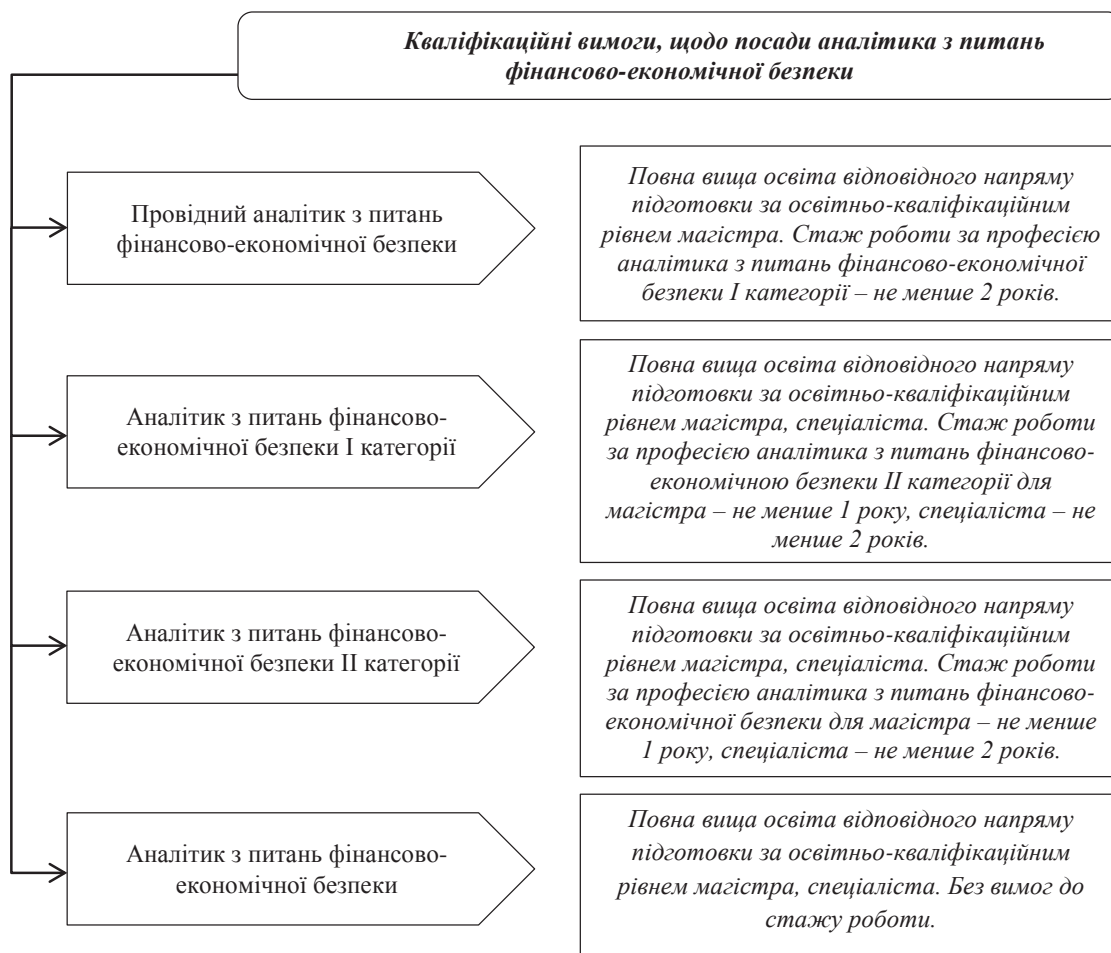 Кваліфікаційні вимоги, щодо посади аналітика з питань
фінансово-економічної безпеки
Провідний аналітик з питань
фінансово-економічної безпеки
Повна вища освіта відповідного напряму
підготовки за освітньо-кваліфікаційним
рівнем магістра. Стаж роботи за професією
аналітика з питань фінансово-економічної
безпеки І категорії – не менше 2 років.
Аналітик з питань фінансово-
економічної безпеки І категорії
Повна вища освіта відповідного напряму
підготовки за освітньо-кваліфікаційним
рівнем магістра, спеціаліста. Стаж роботи
за професією аналітика з питань фінансово-
економічною безпеки ІІ категорії для
магістра – не менше 1 року, спеціаліста – не
менше 2 років.
Аналітик з питань фінансово-
економічної безпеки ІІ категорії
Повна вища освіта відповідного напряму
підготовки за освітньо-кваліфікаційним
рівнем магістра, спеціаліста. Стаж роботи
за професією аналітика з питань фінансово-
економічної безпеки для магістра – не менше
1 року, спеціаліста – не менше 2 років.
Аналітик з питань фінансово-
економічної безпеки
Повна вища освіта відповідного напряму
підготовки за освітньо-кваліфікаційним
рівнем магістра, спеціаліста. Без вимог до
стажу роботи.